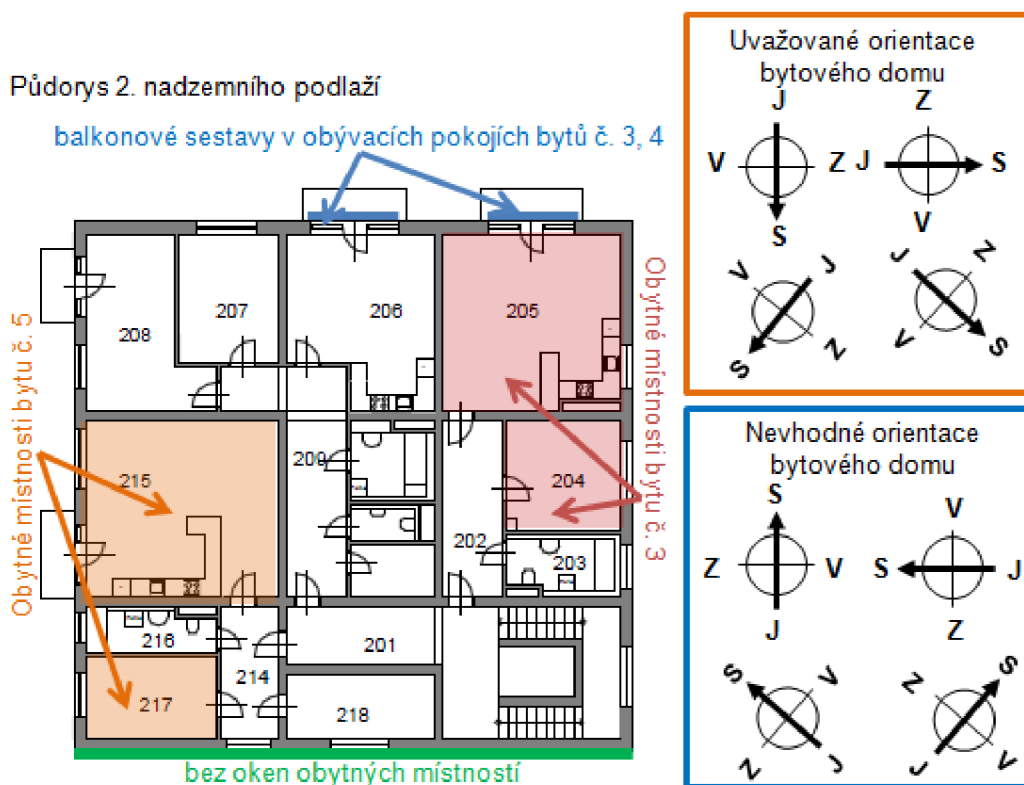 Půdorys 2. nadzemního podlaží
balkonové sestavy v obývacích pokojích bytů č. 3, 4
Obytné místnosti bytu č. 5
Obytné místnosti bytu č. 3
208
207
206
205
215
209
204
202
203
216
201
214
217
218
bez oken obytných místností
Uvažované orientace
bytového domu
J
V Z
S
Z
J S
V
V J
S Z
J Z
V S
Nevhodné orientace
bytového domu
S
Z V
J
V
S J
Z
S V
Z J
Z S
J V